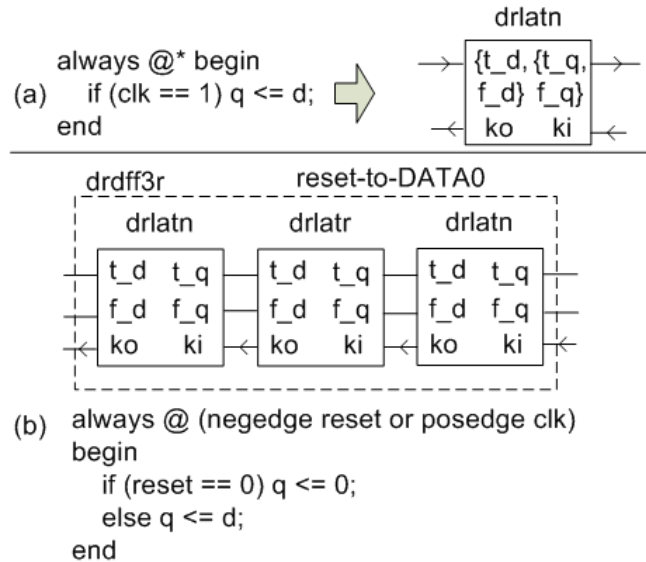 drlatn
always @* begin
(a) if (clk == 1) q <= d;
end
{t_d, {t_q,
f_d} f_q}
ko ki
drdff3r reset-to-DATA0
drlatn drlatr drlatn
t_d t_q t_d t_q t_d t_q
f_d f_q f_d f_q f_d f_q
ko ki ko ki ko ki
(b) always @ (negedge reset or posedge clk)
begin
if (reset == 0) q <= 0;
else q <= d;
end